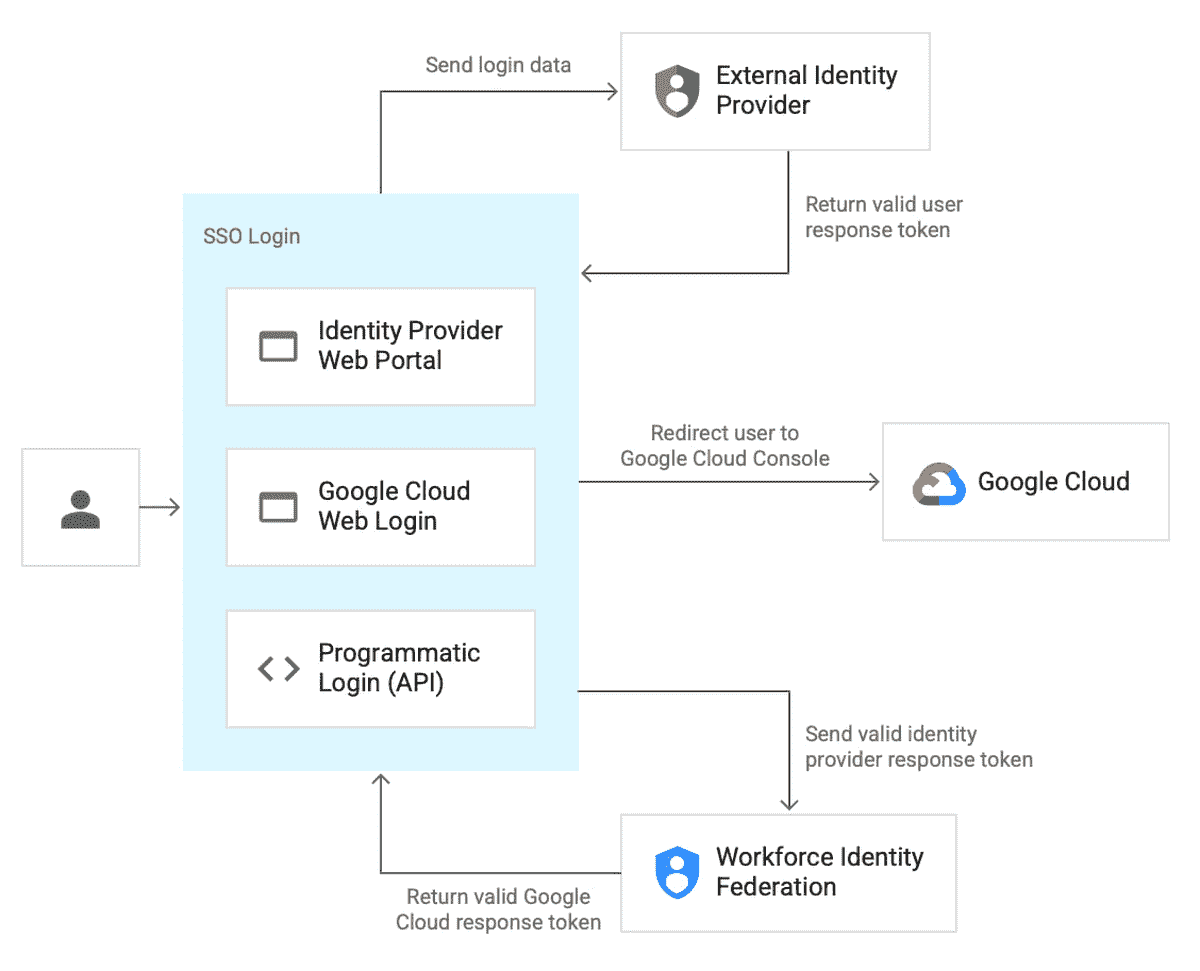 Send login data
External Identity
Provider
Return valid user
response token
SSO Login
Identity Provider
Web Portal
Redirect user to
Google Cloud Console
Google Cloud
Web Login
Google Cloud
Programmatic
Login (API)
Send valid identity
provider response token
Workforce Identity
Federation
Return valid Google
Cloud response token